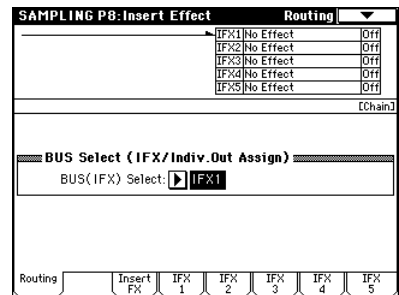 SAMPLING P8:Insert Effect Routing
IFX1 No Effect Off
IFX2 No Effect Off
IFX3 No Effect Off
IFX4 No Effect Off
IFX5 No Effect Off
[Chain]
BUS Select (IFX/Indiv.Out Assign)
BUS(IFX) Select: IFX1
Routing Insert FX IFX 1 IFX 2 IFX 3 IFX 4 IFX 5